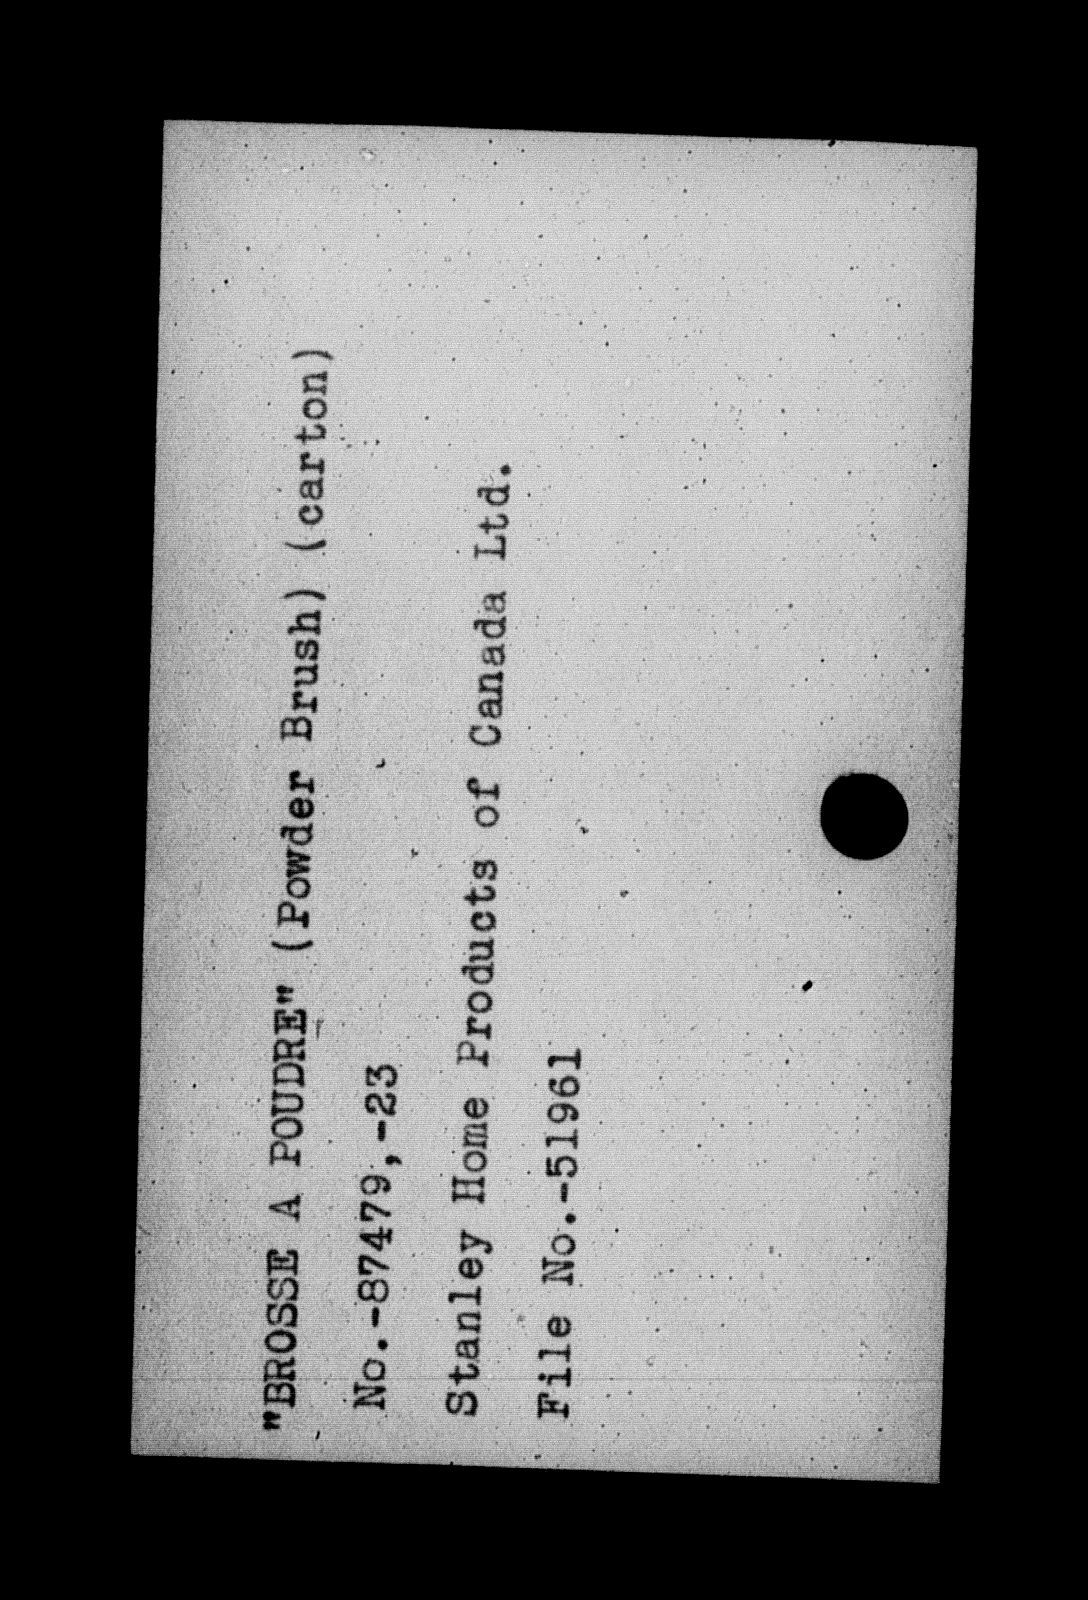 "BROSSE A POUDRE" (Powder Brush) (carton)
No.-87479,-23
Stanley Home Products of Canada Ltd.
File No.-51961